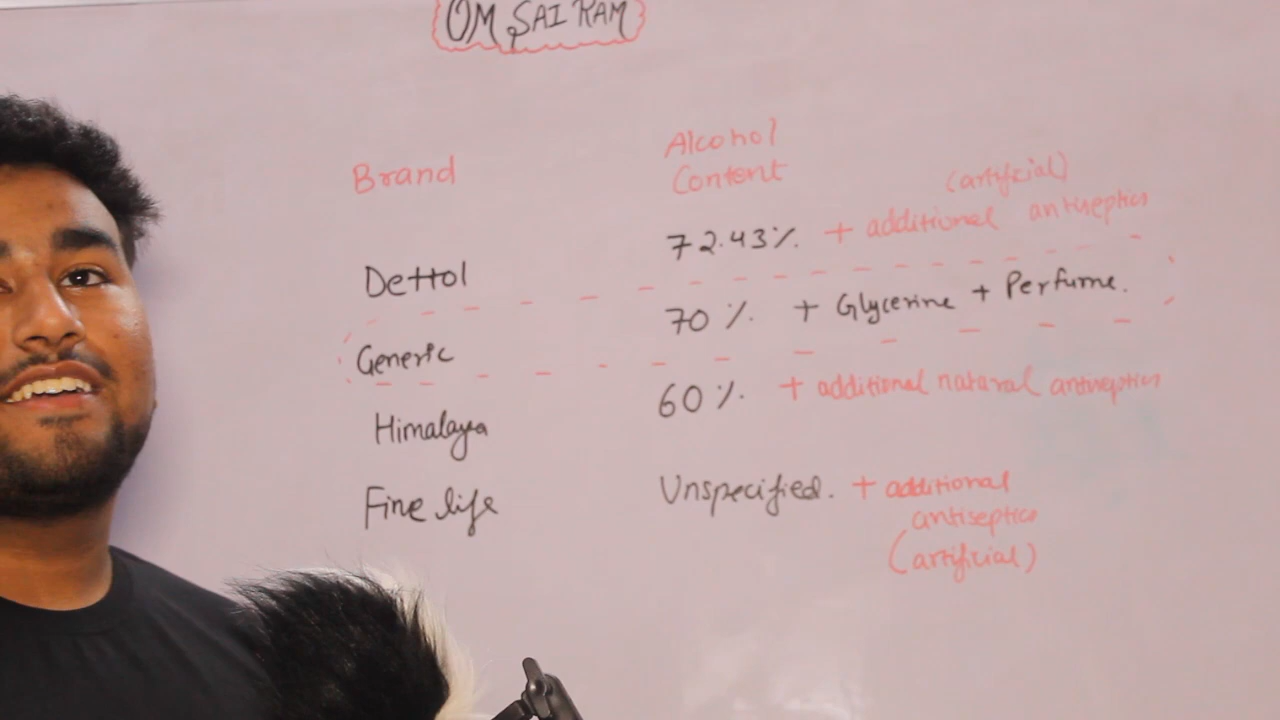 OM SAI RAM
Brand
Alcohol
Content
(artificial)
Dettol 72.43% + additional antiseptics
Generic 70% + Glycerine + Perfume.
Himalaya 60% + additional natural antiseptics
Fine life Unspecified. + additional
antiseptics
(artificial)